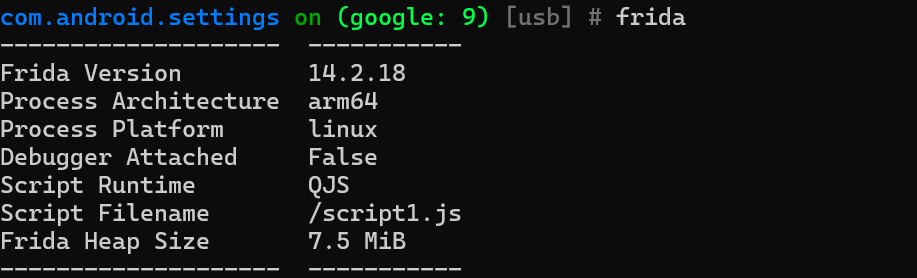 com.android.settings on (google: 9) [usb] # frida
--------------------  -----------
Frida Version         14.2.18
Process Architecture  arm64
Process Platform      linux
Debugger Attached     False
Script Runtime        QJS
Script Filename       /script1.js
Frida Heap Size       7.5 MiB
--------------------  -----------